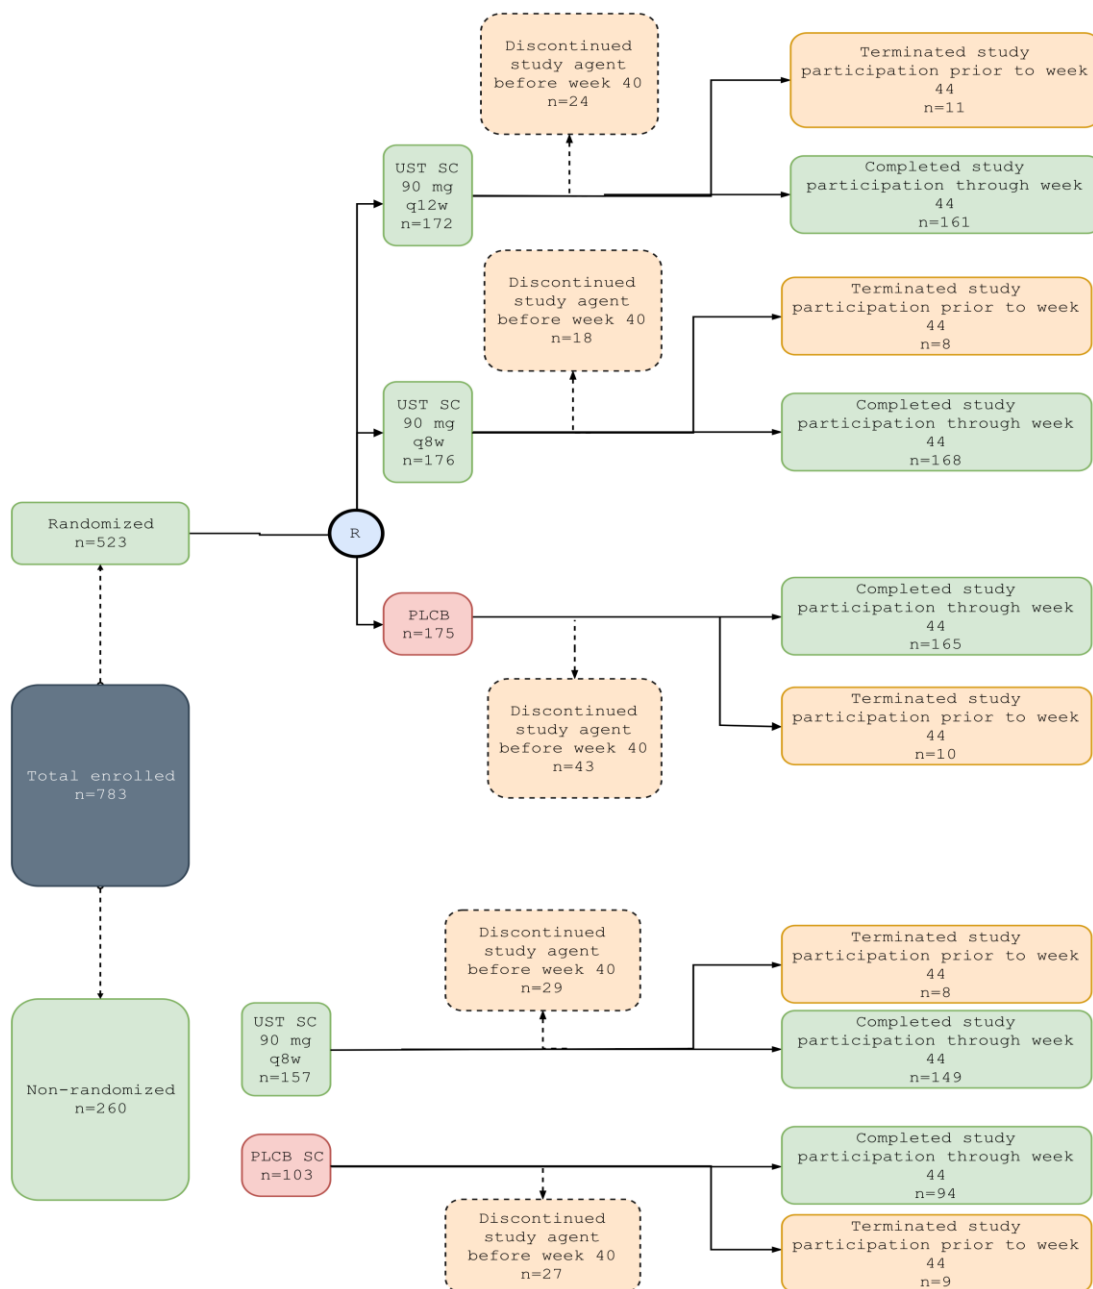 Discontinued
study agent
before week 40
n=24
Terminated study
participation prior to week
44
n=11
UST SC
90 mg
q12w
n=172
Completed study
participation through week
44
n=161
Discontinued
study agent
before week 40
n=18
Terminated study
participation prior to week
44
n=8
UST SC
90 mg
q8w
n=176
Completed study
participation through week
44
n=168
Randomized
n=523
R
PLCB
n=175
Completed study
participation through week
44
n=165
Discontinued
study agent
before week 40
n=43
Terminated study
participation prior to week
44
n=10
Total enrolled
n=783
Discontinued
study agent
before week 40
n=29
Terminated study
participation prior to week
44
n=8
UST SC
90 mg
q8w
n=157
Completed study
participation through week
44
n=149
Non-randomized
n=260
PLCB SC
n=103
Completed study
participation through week
44
n=94
Discontinued
study agent
before week 40
n=27
Terminated study
participation prior to week
44
n=9